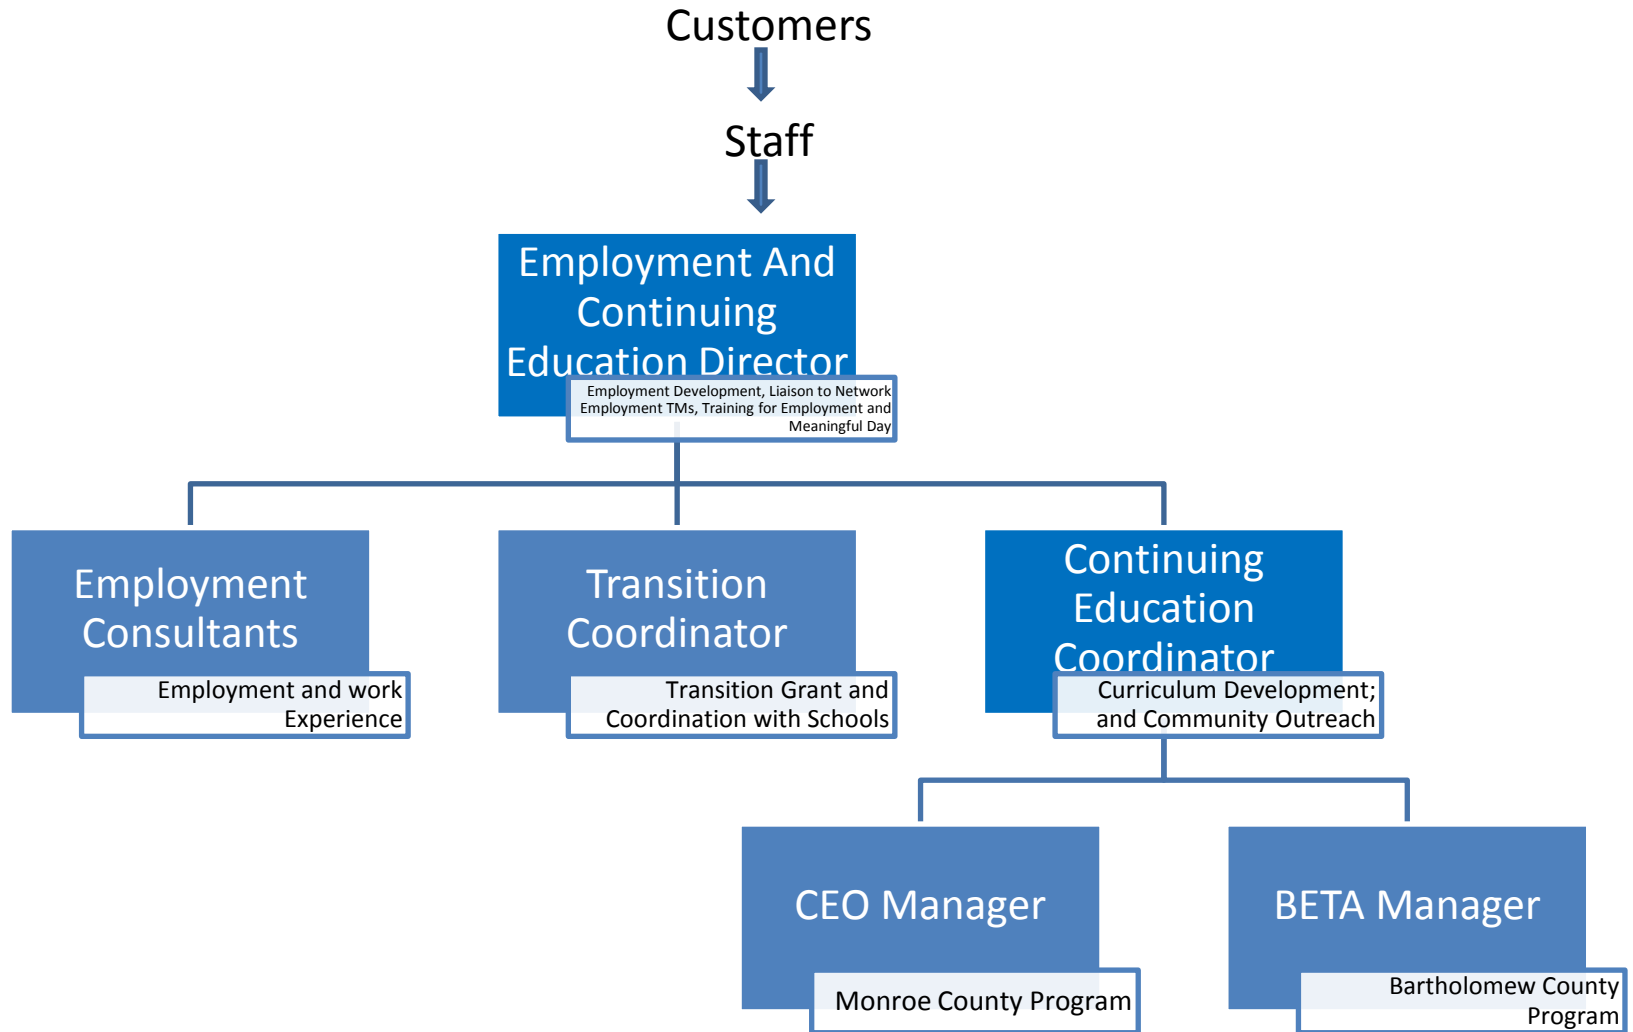 Customers
Staff
Employment And
Continuing
Education Director
Employment Development, Liaison to Network
Employment TMs, Training for Employment and
Meaningful Day
Employment
Consultants
Employment and work
Experience
Transition
Coordinator
Transition Grant and
Coordination with Schools
Continuing
Education
Coordinator
Curriculum Development;
and Community Outreach
CEO Manager
Monroe County Program
BETA Manager
Bartholomew County
Program